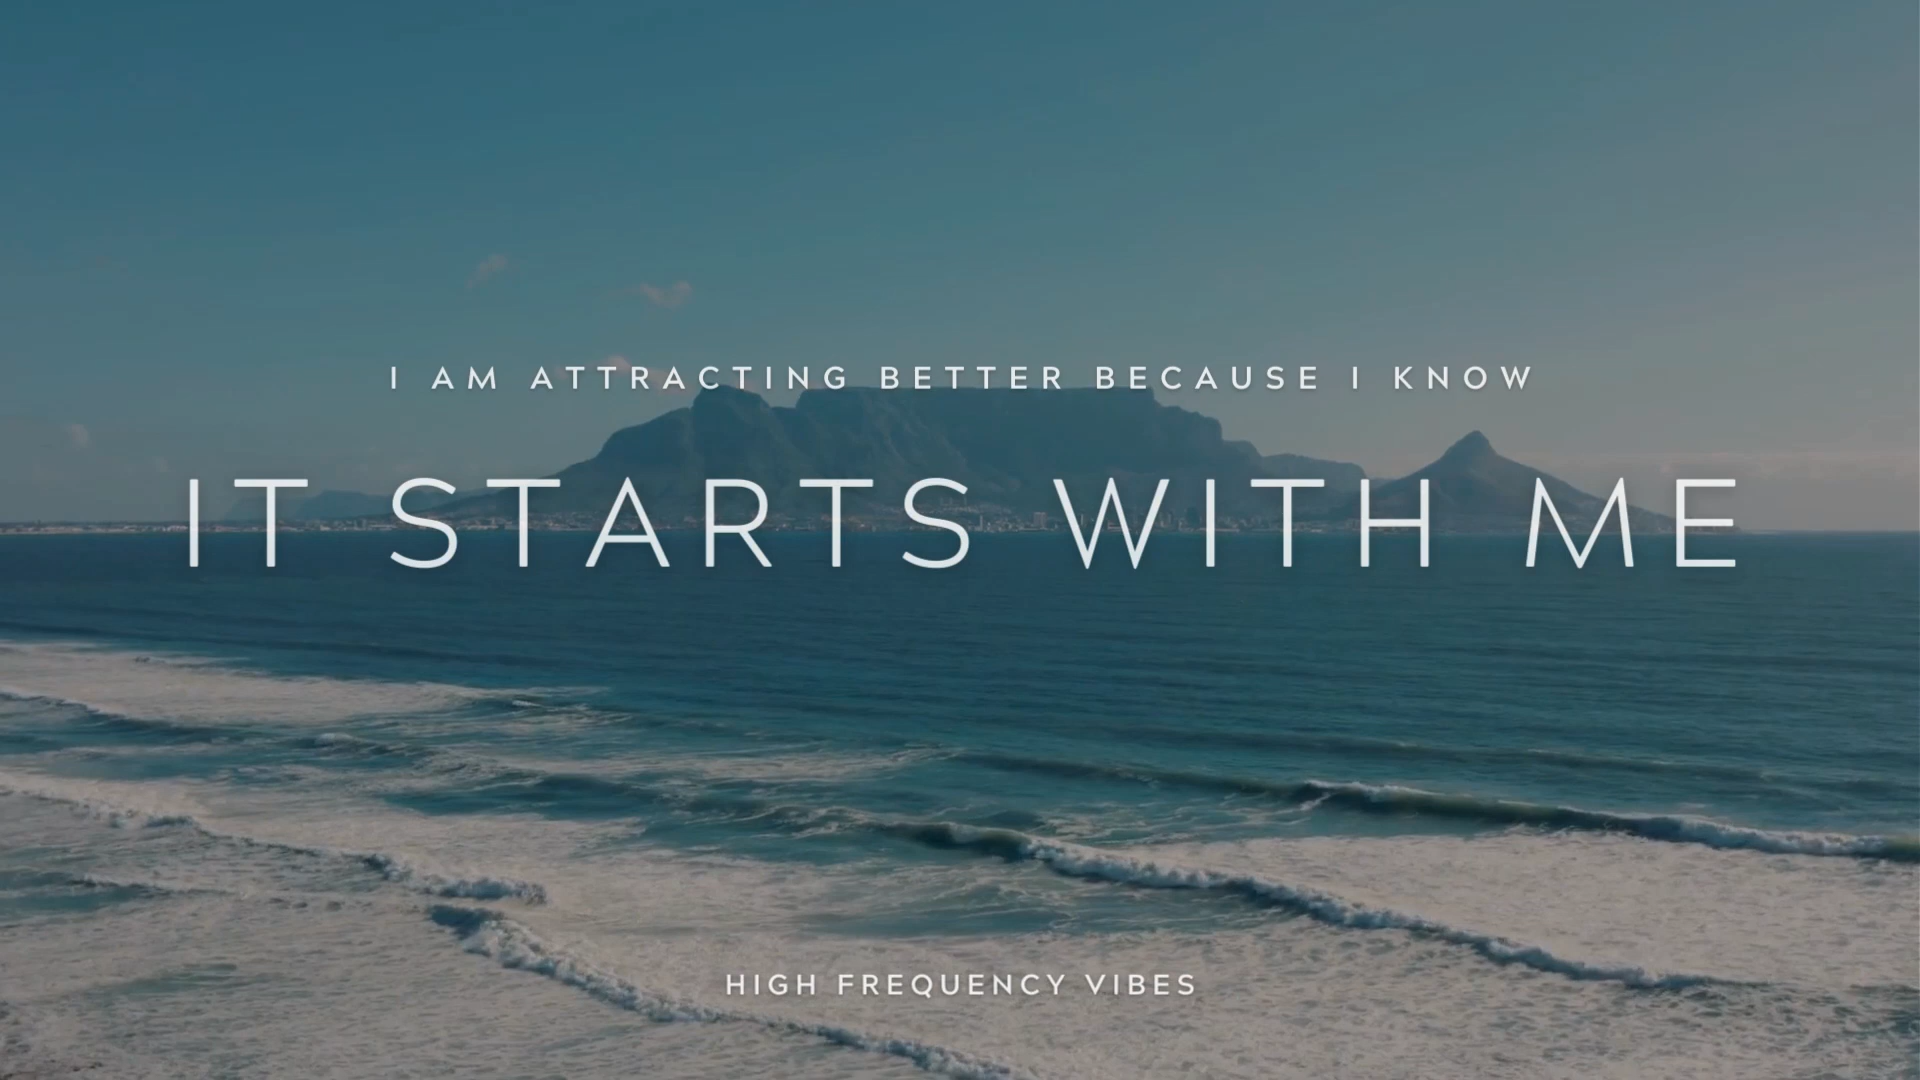 I AM ATTRACTING BETTER BECAUSE I KNOW
IT STARTS WITH ME
HIGH FREQUENCY VIBES